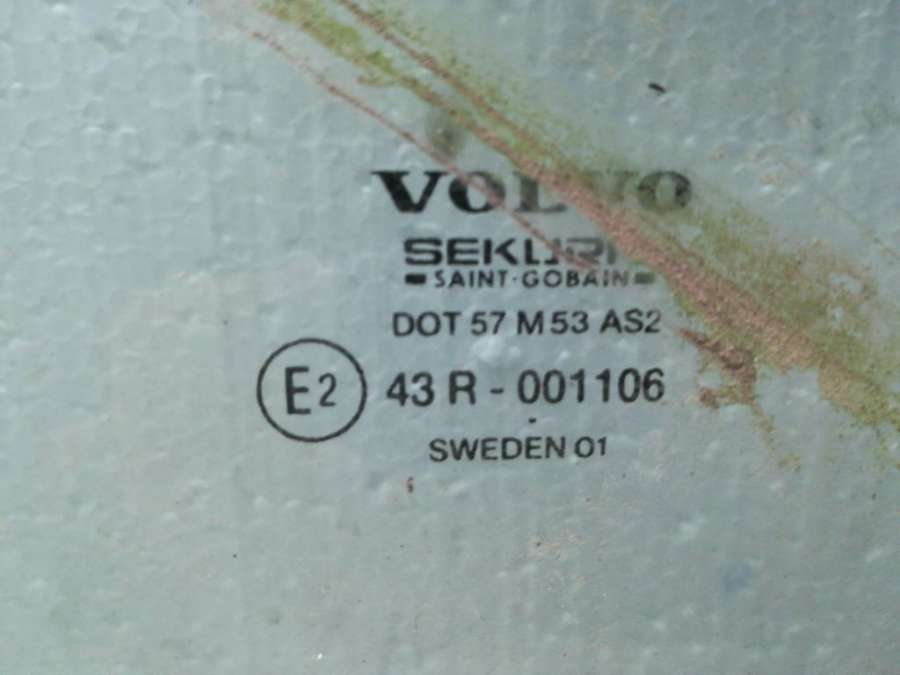 VOLVO
SEKURIT
SAINT-GOBAIN
DOT 57 M 53 AS2
E2 43 R - 001106
SWEDEN 01